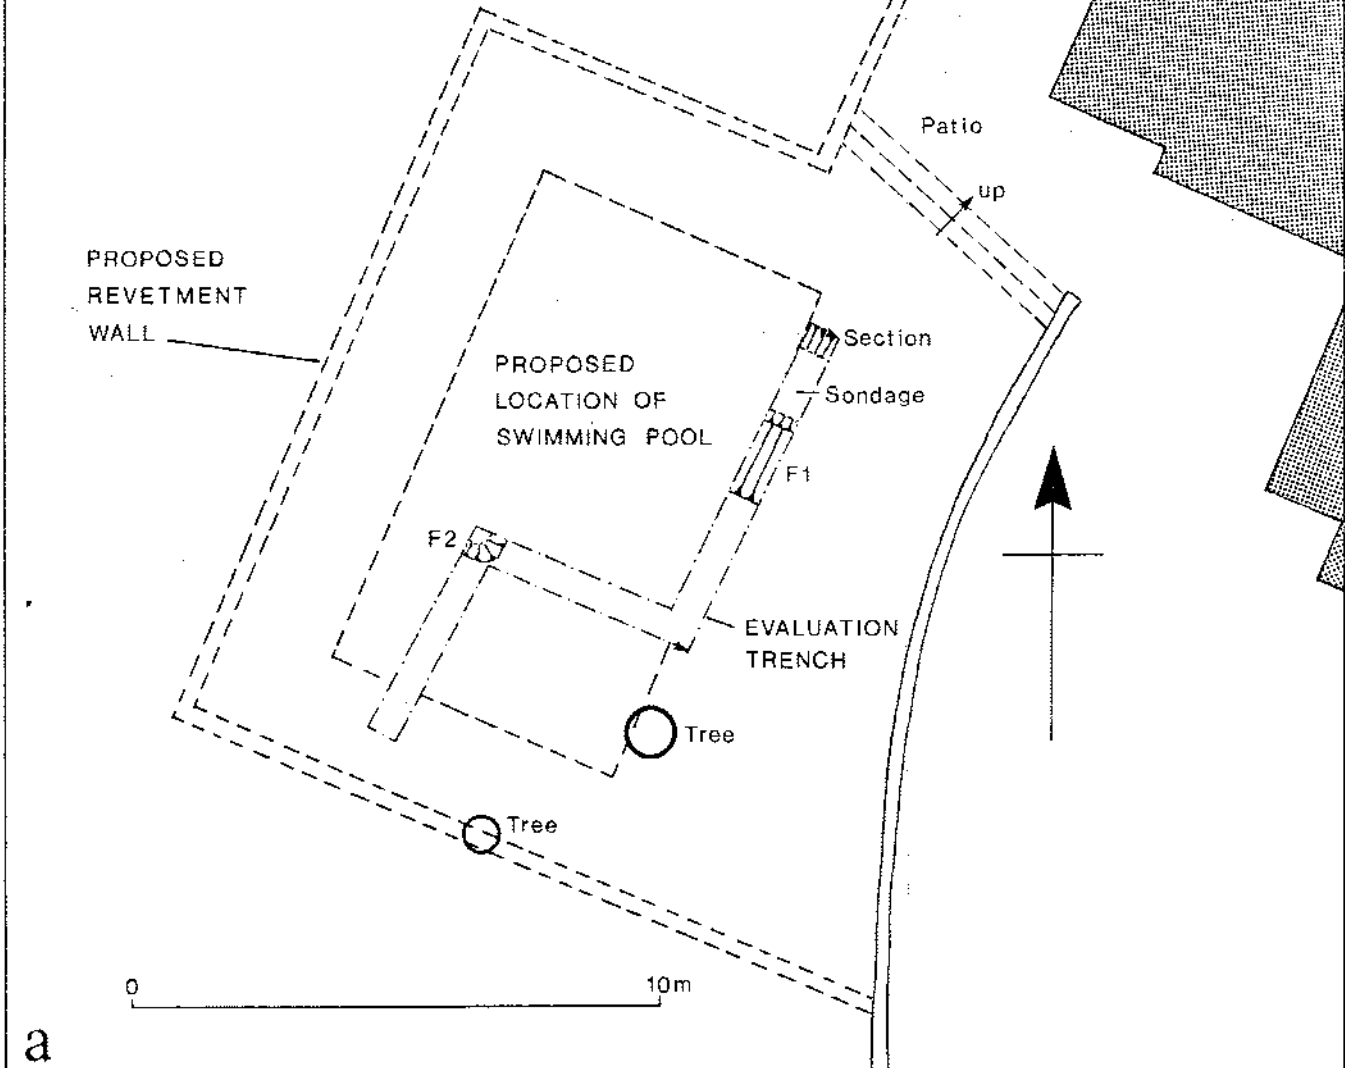 Patio
up
PROPOSED
REVETMENT
WALL
Section
PROPOSED
LOCATION OF
SWIMMING POOL
Sondage
F1
F2
EVALUATION
TRENCH
Tree
Tree
0 10m
a